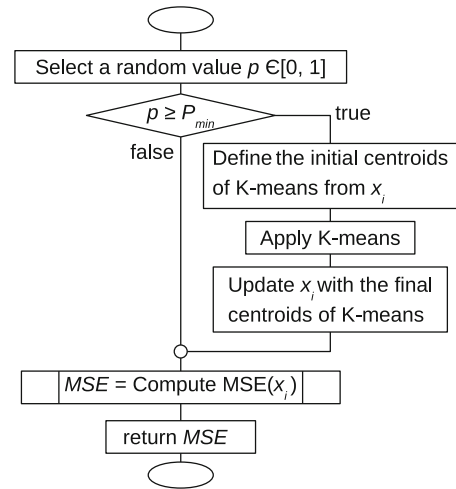 Select a random value p Є[0, 1]
p ≥ P_min
true
false
Define the initial centroids
of K-means from x_i
Apply K-means
Update x_i with the final
centroids of K-means
MSE = Compute MSE(x_i)
return MSE